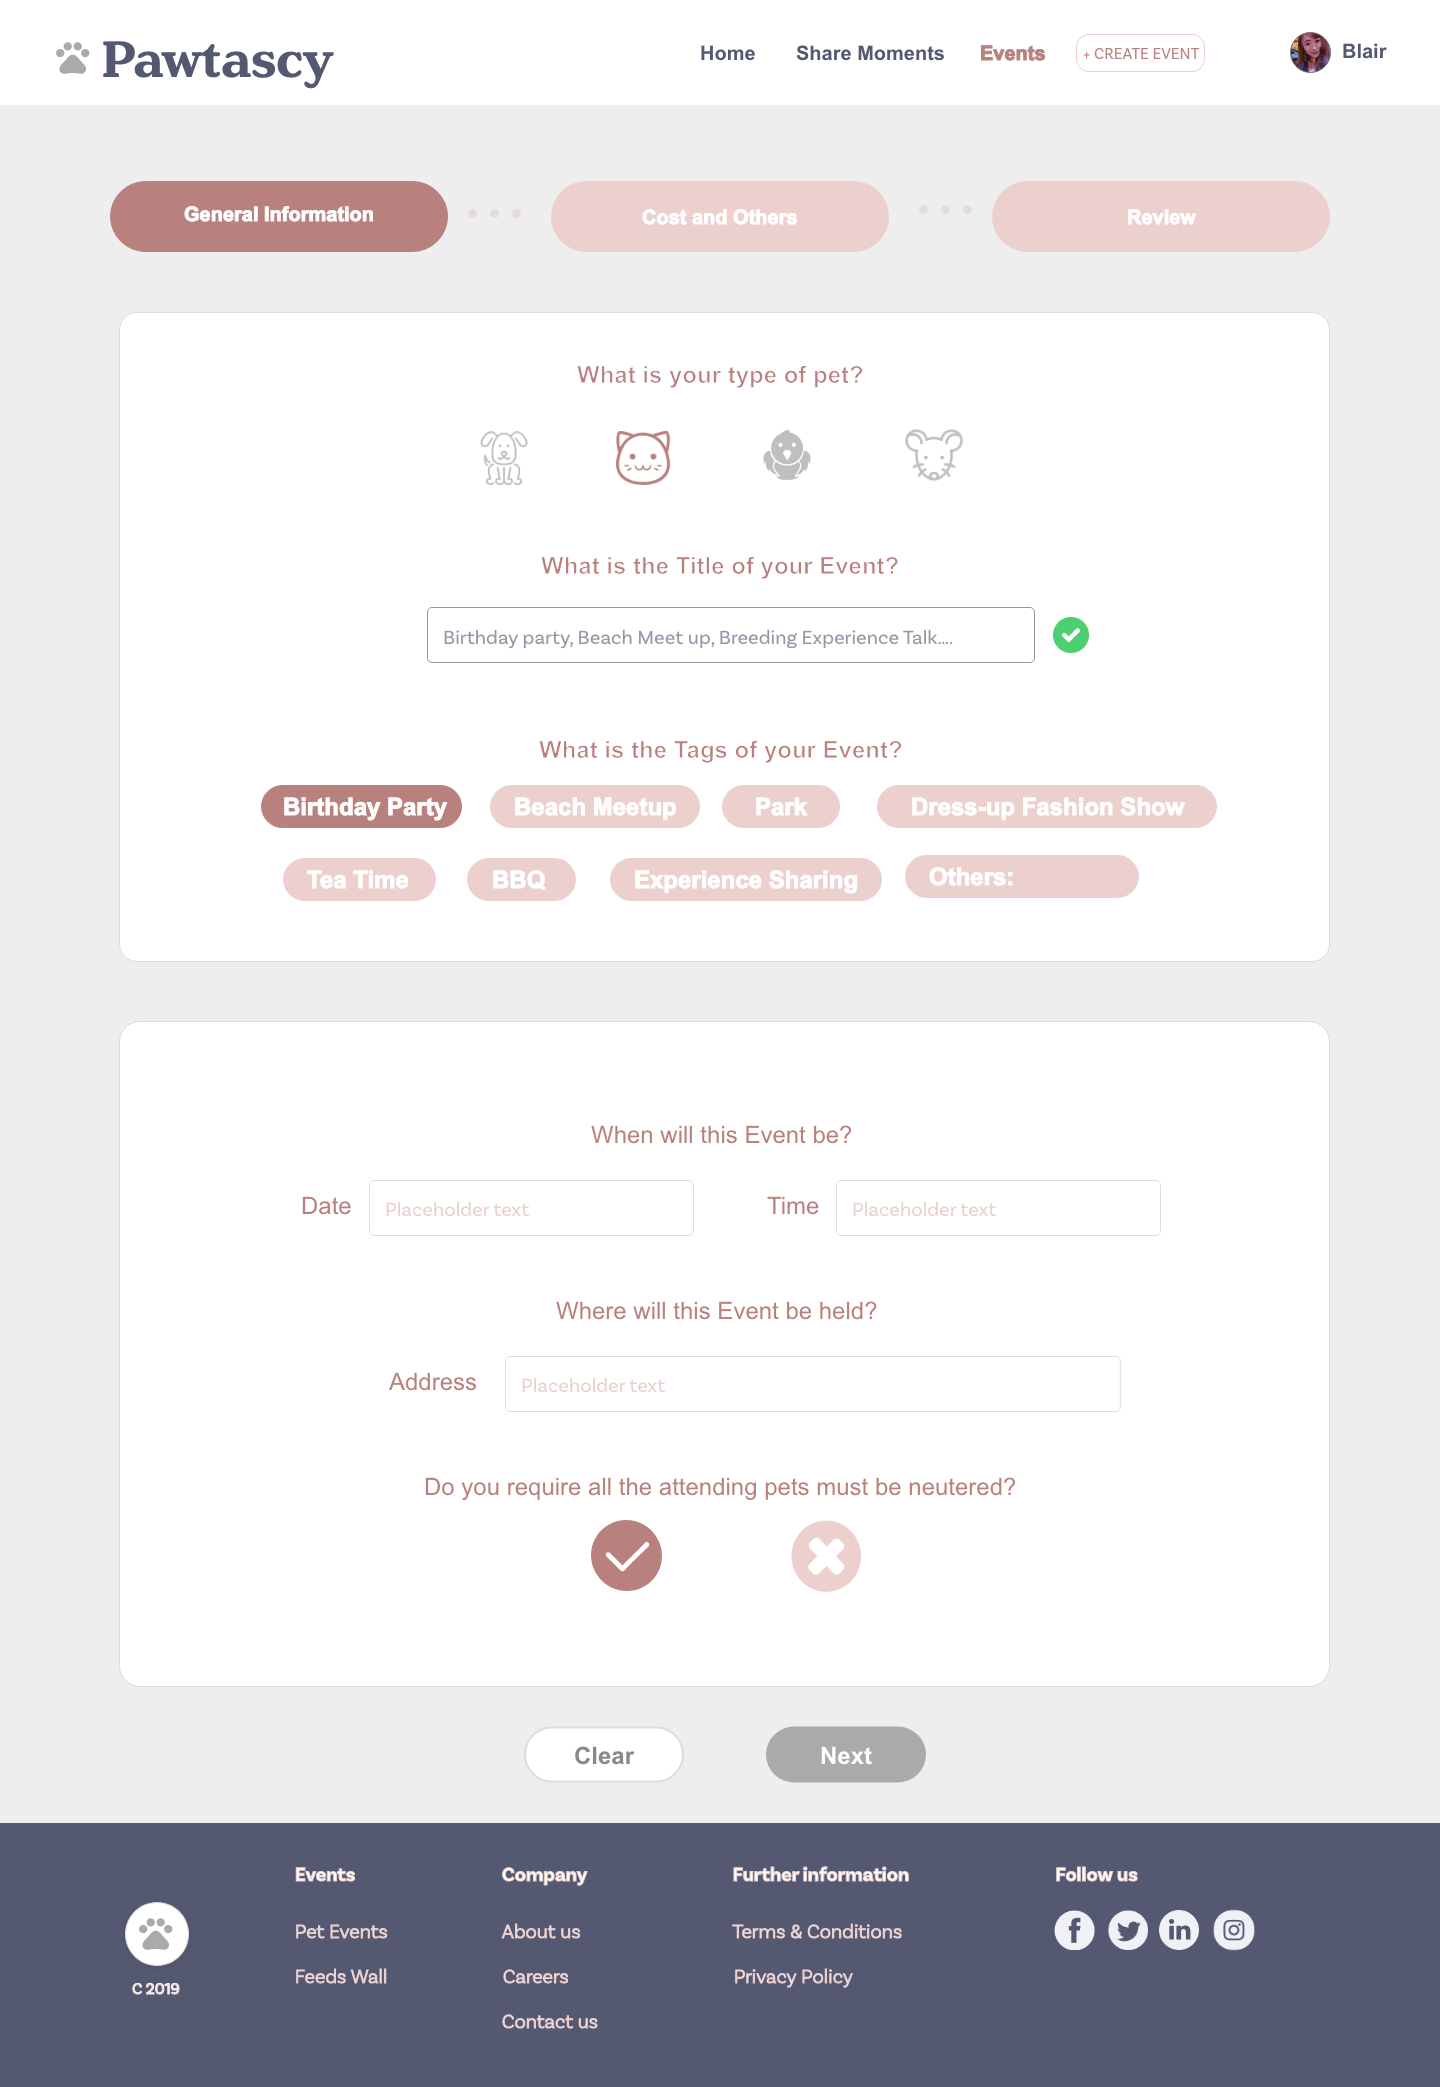 Pawtascy
Home
Share Moments
Events
+ CREATE EVENT
Blair
General Information
Cost and Others
Review
What is your type of pet?
What is the Title of your Event?
Birthday party, Beach Meet up, Breeding Experience Talk....
What is the Tags of your Event?
Birthday Party
Beach Meetup
Park
Dress-up Fashion Show
Tea Time
BBQ
Experience Sharing
Others:
When will this Event be?
Date
Placeholder text
Time
Placeholder text
Where will this Event be held?
Address
Placeholder text
Do you require all the attending pets must be neutered?
Clear
Next
C 2019
Events
Pet Events
Feeds Wall
Company
About us
Careers
Contact us
Further information
Terms & Conditions
Privacy Policy
Follow us